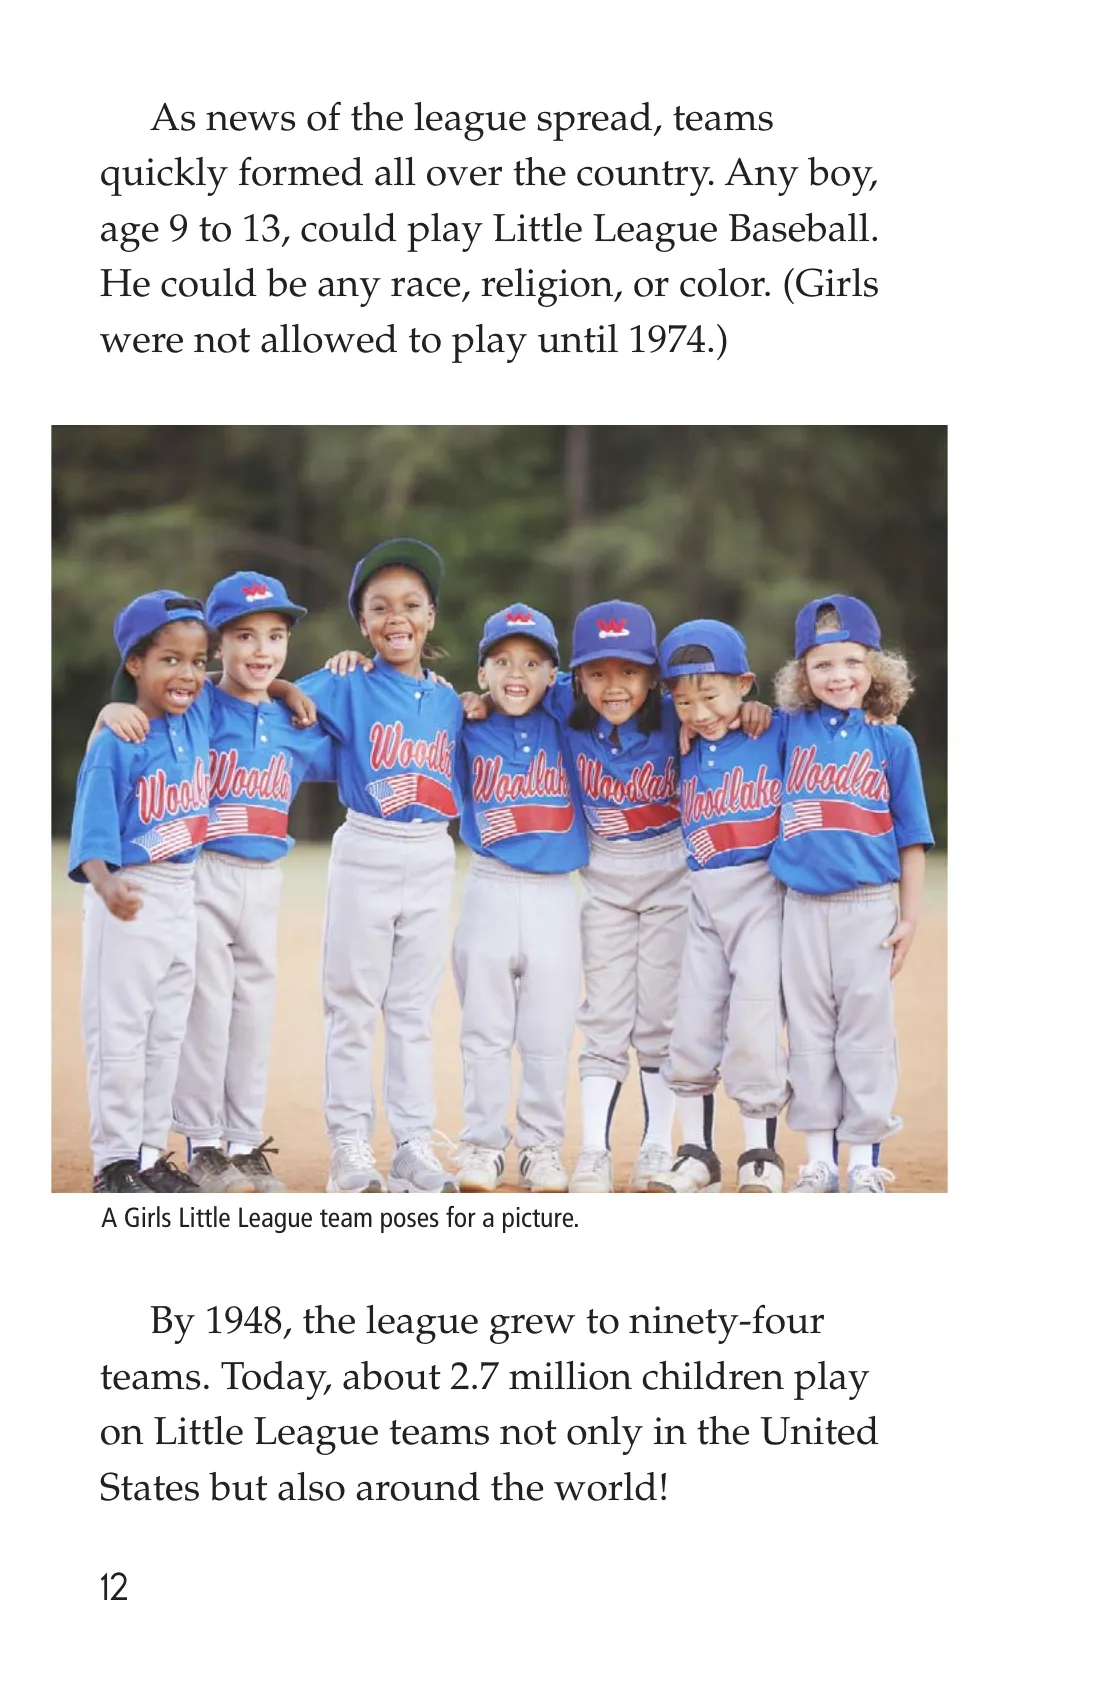 As news of the league spread, teams
quickly formed all over the country. Any boy,
age 9 to 13, could play Little League Baseball.
He could be any race, religion, or color. (Girls
were not allowed to play until 1974.)
W
W
W
Woodl
Woodla
Woodl
Woodlak
Woodlak
Woodlake
Woodlak
A Girls Little League team poses for a picture.
By 1948, the league grew to ninety-four
teams. Today, about 2.7 million children play
on Little League teams not only in the United
States but also around the world!
12